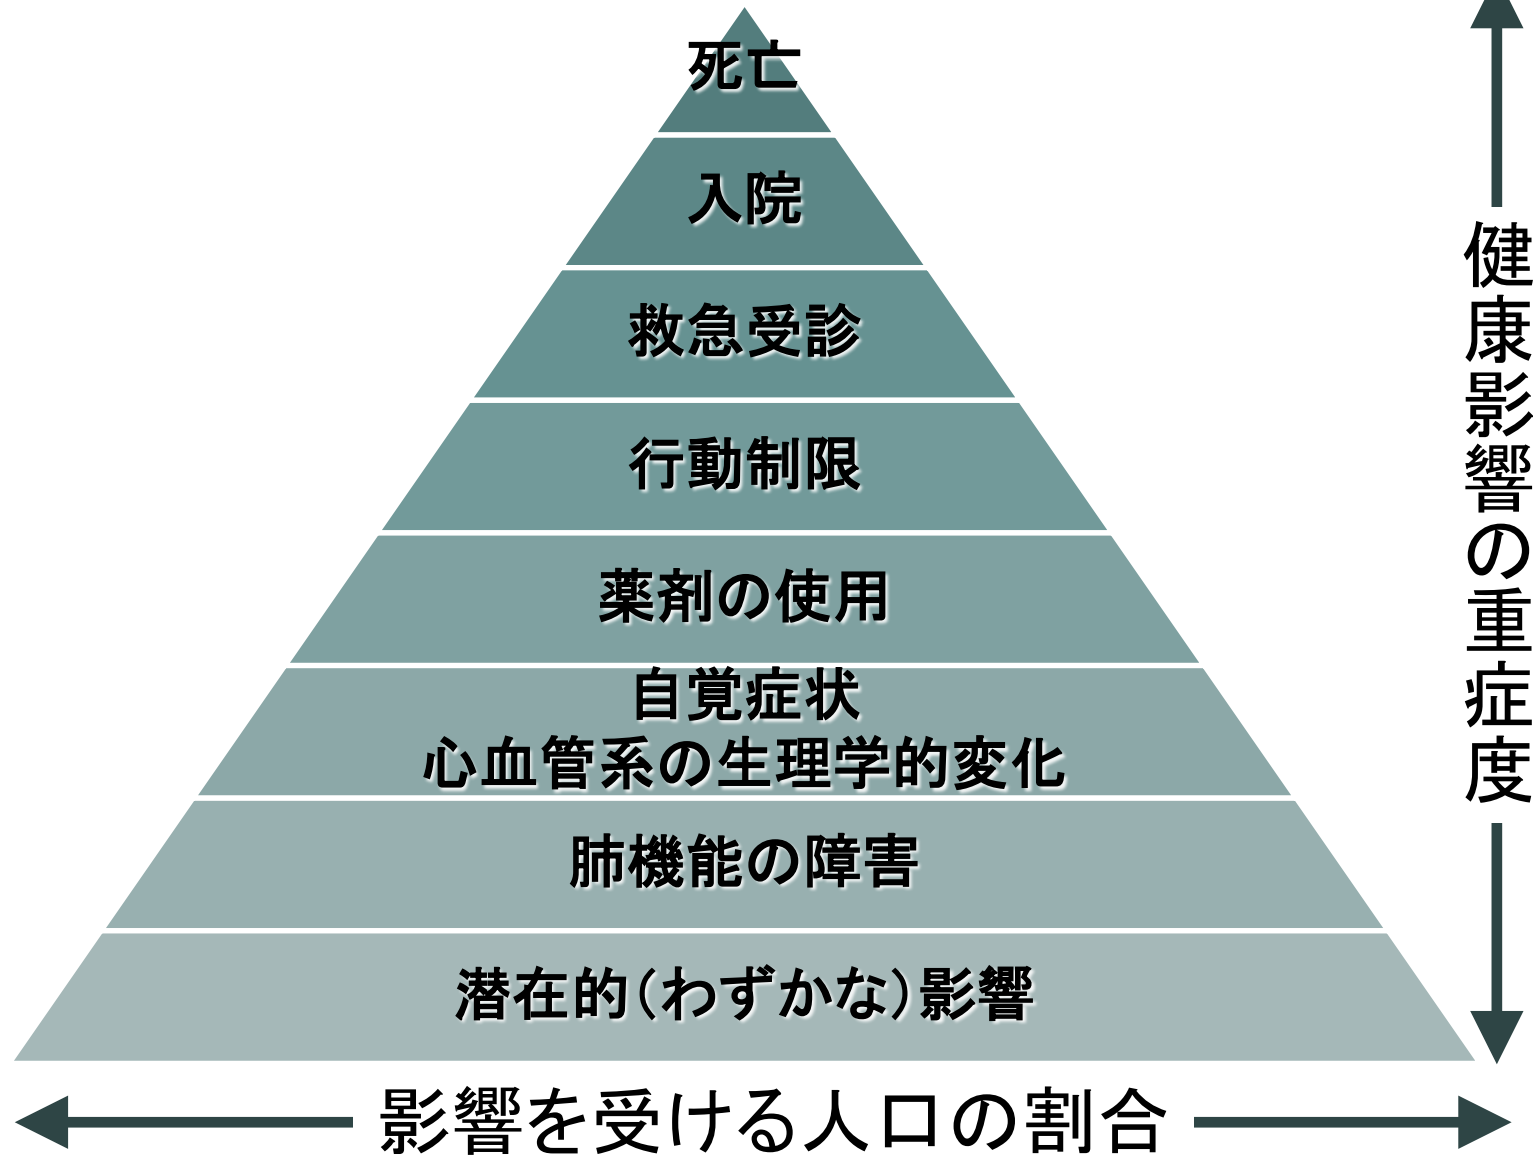 死亡
入院
救急受診
行動制限
薬剤の使用
自覚症状
心血管系の生理学的変化
肺機能の障害
潜在的（わずかな）影響
影響を受ける人口の割合
健康影響の重症度